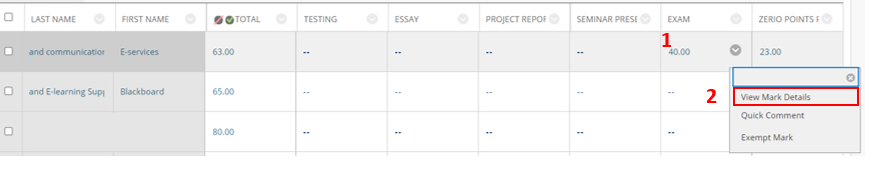 LAST NAME FIRST NAME TOTAL TESTING ESSAY PROJECT REPOR SEMINAR PRESE EXAM ZERIO POINTS F
1
and communication E-services 63.00 -- -- -- -- 40.00 23.00
and E-learning Supp Blackboard 65.00 -- -- -- -- --
2 View Mark Details
Quick Comment
80.00 -- -- -- -- --
Exempt Mark